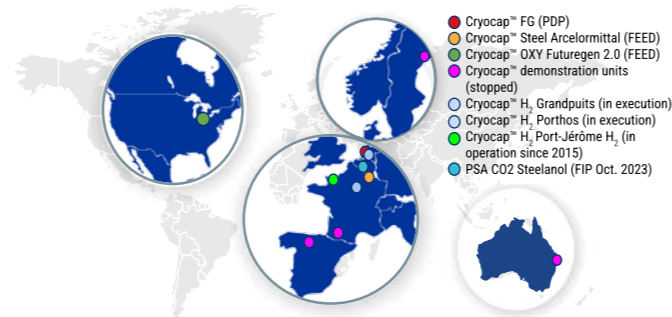 Cryocap™ FG (PDP)
Cryocap™ Steel Arcelormittal (FEED)
Cryocap™ OXY Futuregen 2.0 (FEED)
Cryocap™ demonstration units
(stopped)
Cryocap™ H₂ Grandpuits (in execution)
Cryocap™ H₂ Porthos (in execution)
Cryocap™ H₂ Port-Jérôme H₂ (in
operation since 2015)
PSA CO2 Steelanol (FIP Oct. 2023)